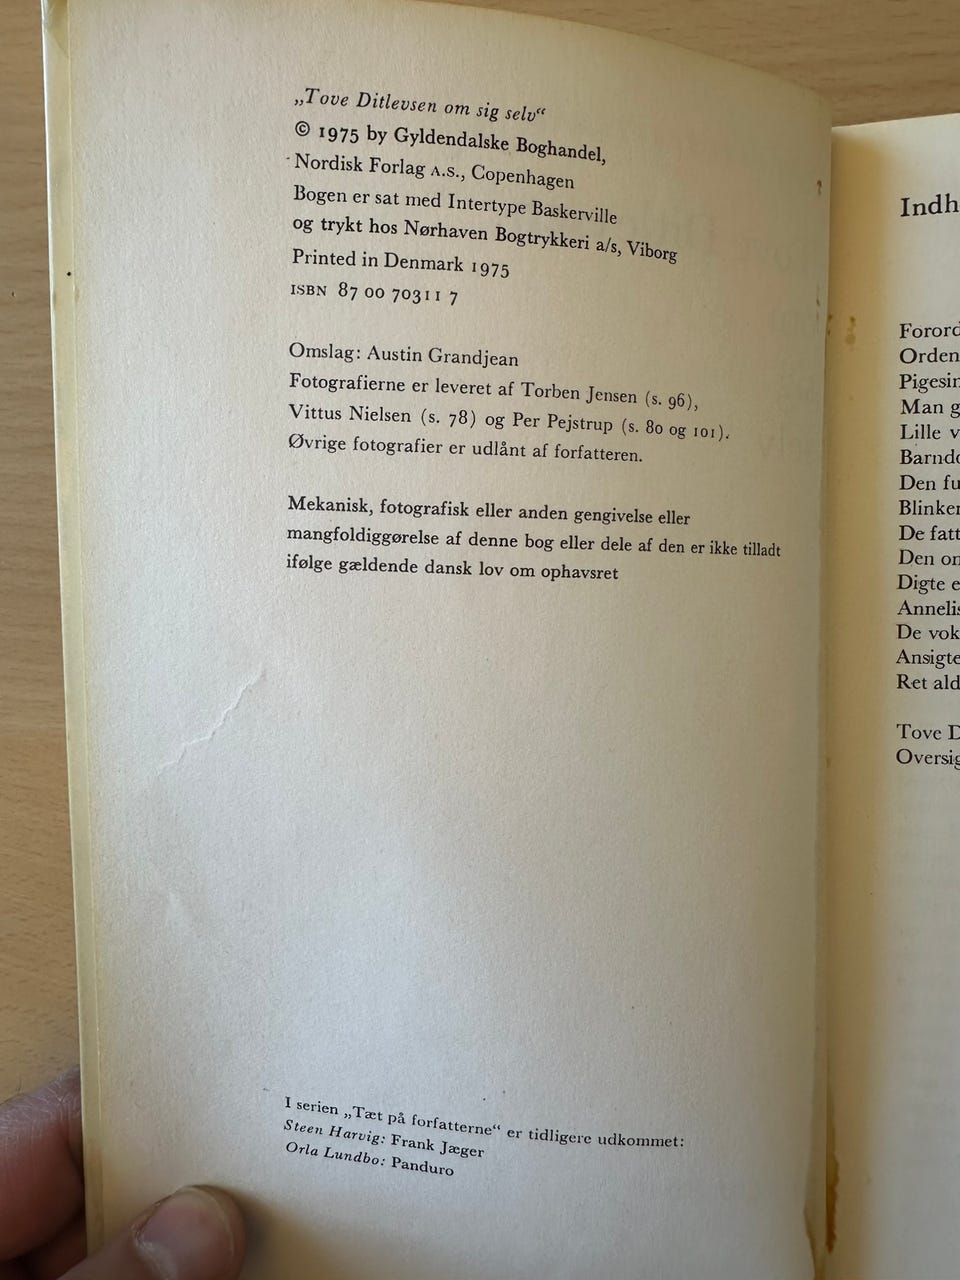 „Tove Ditlevsen om sig selv“
© 1975 by Gyldendalske Boghandel,
Nordisk Forlag A.S., Copenhagen
Bogen er sat med Intertype Baskerville
og trykt hos Nørhaven Bogtrykkeri a/s, Viborg
Printed in Denmark 1975
ISBN 87 00 70311 7
Omslag: Austin Grandjean
Fotografierne er leveret af Torben Jensen (s. 96),
Vittus Nielsen (s. 78) og Per Pejstrup (s. 80 og 101).
Øvrige fotografier er udlånt af forfatteren.
Mekanisk, fotografisk eller anden gengivelse eller
mangfoldiggørelse af denne bog eller dele af den er ikke tilladt
ifølge gældende dansk lov om ophavsret
I serien „Tæt på forfatterne“ er tidligere udkommet:
Steen Harvig: Frank Jæger
Orla Lundbo: Panduro
Indh
Forord
Orden
Pigesin
Man g
Lille v
Barndo
Den fu
Blinker
De fatt
Den on
Digte e
Annelis
De vok
Ansigte
Ret ald
Tove D
Oversig